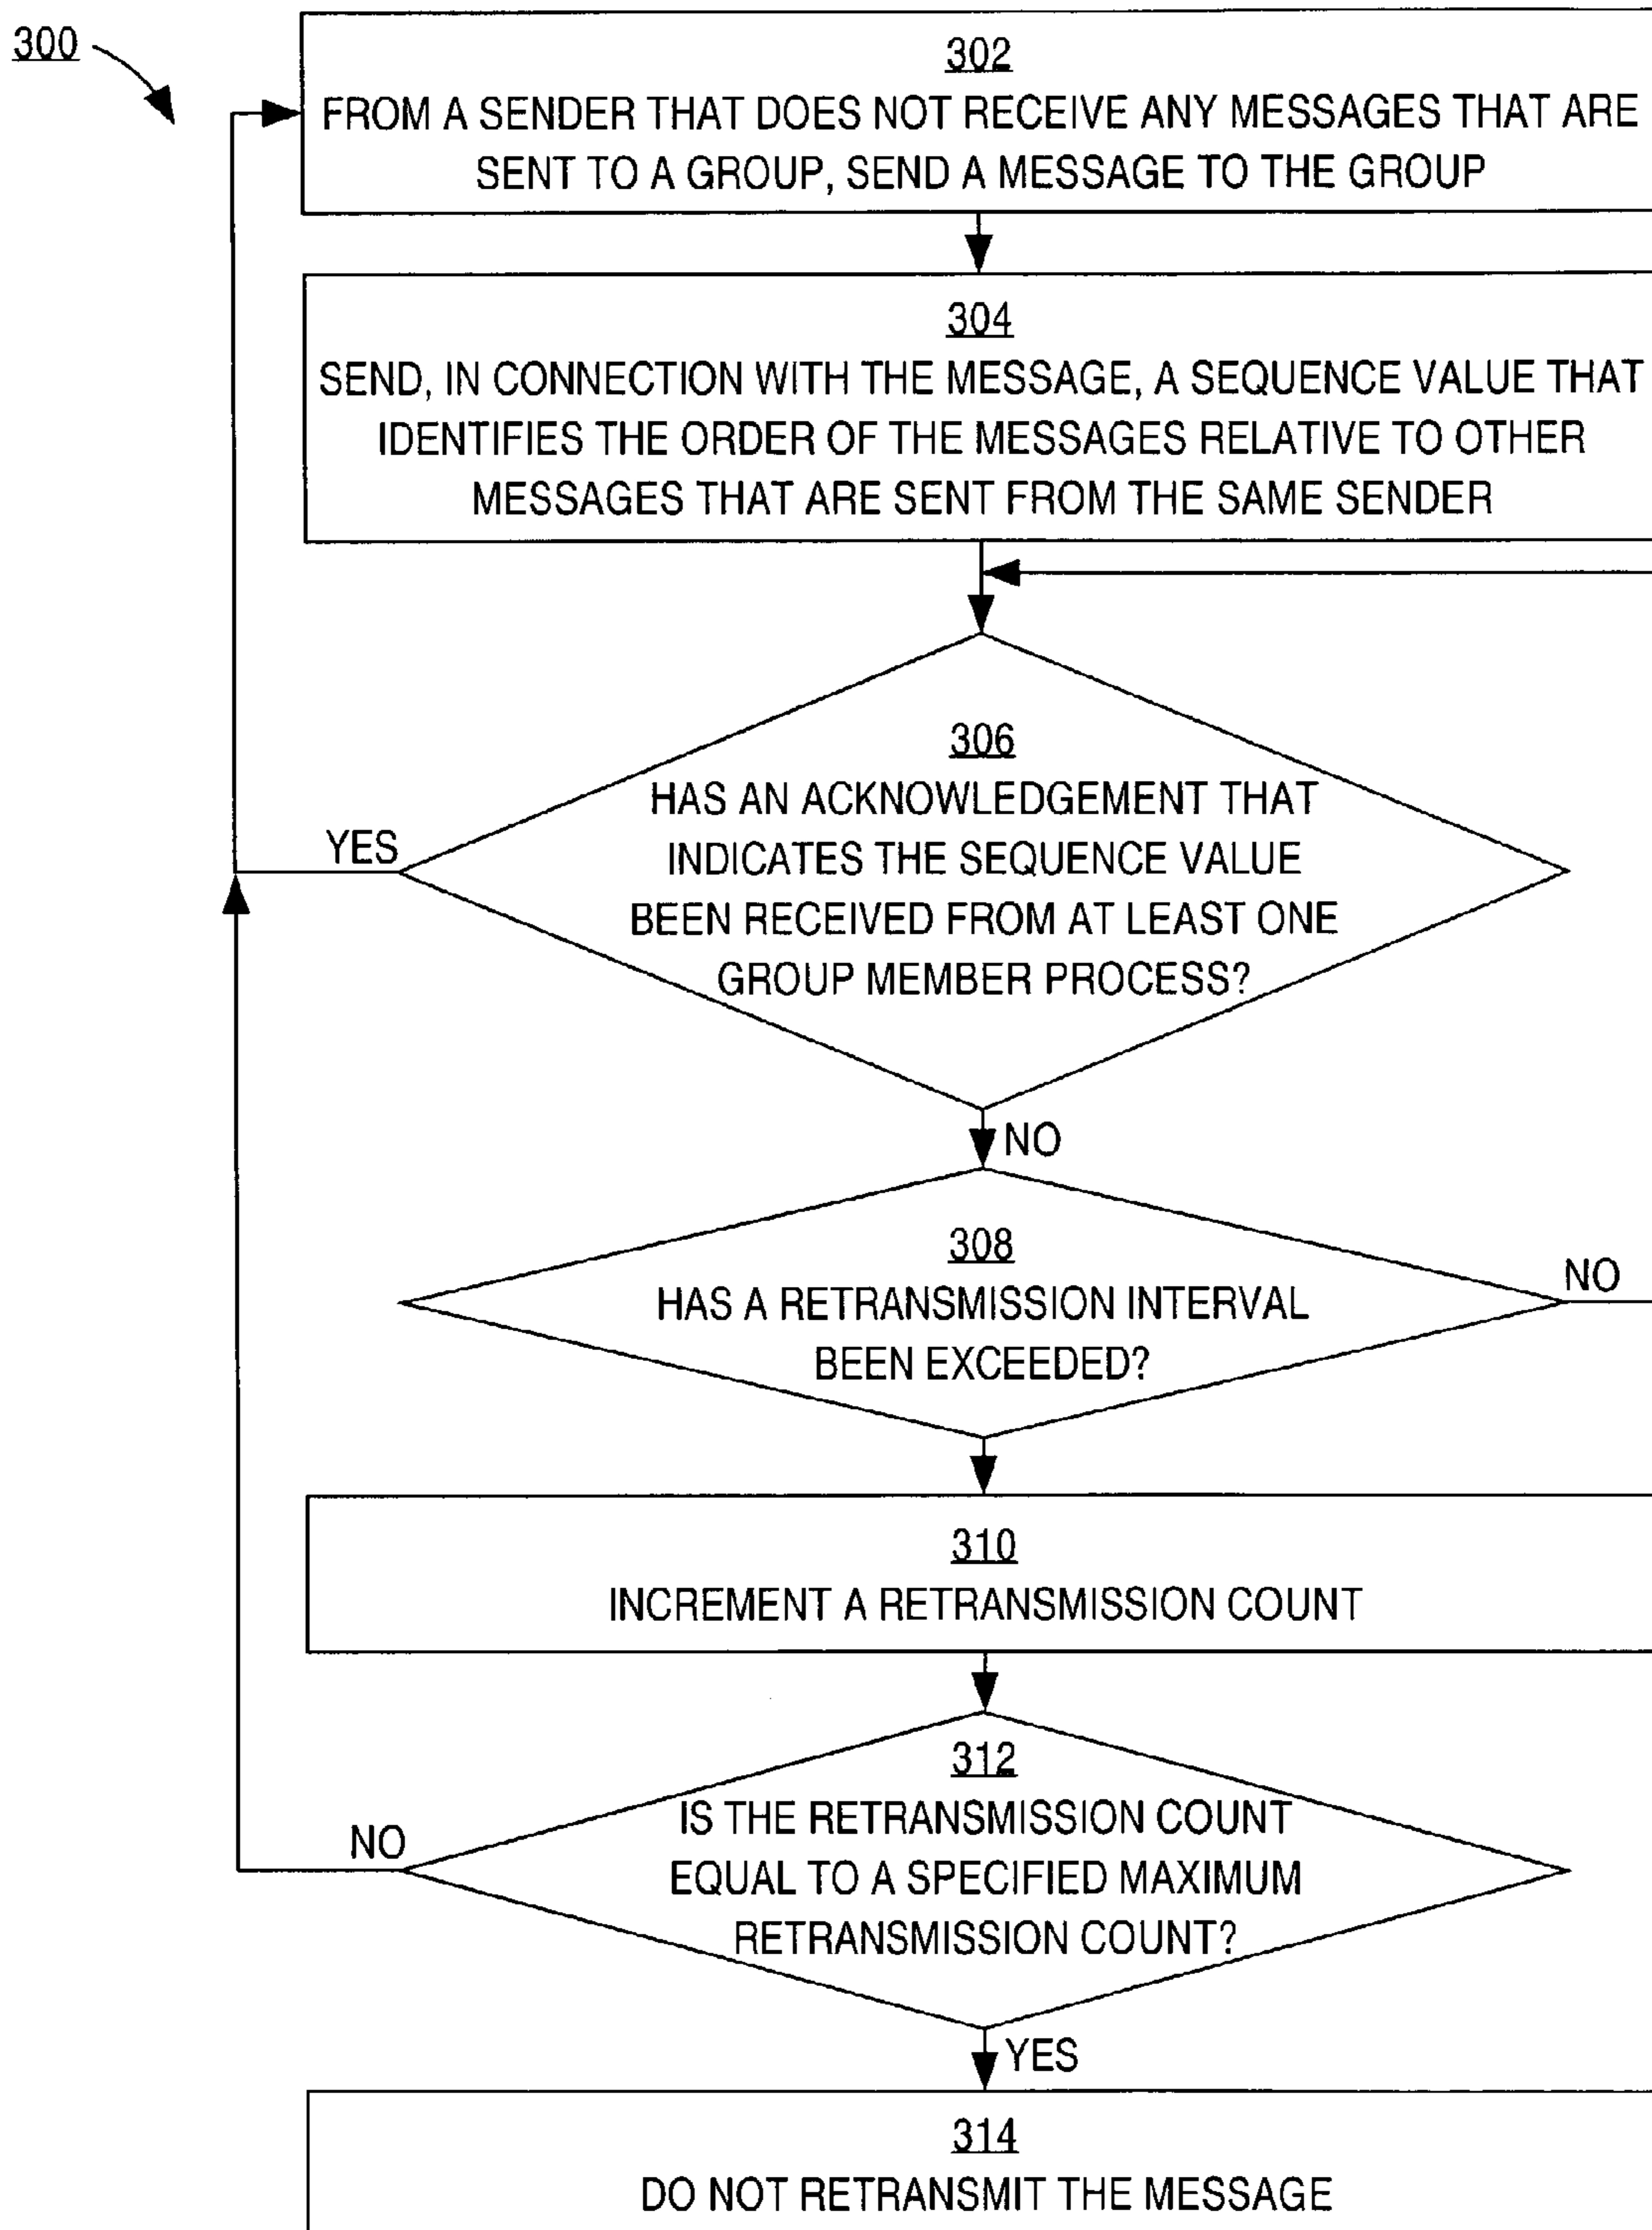 300
302
FROM A SENDER THAT DOES NOT RECEIVE ANY MESSAGES THAT ARE
SENT TO A GROUP, SEND A MESSAGE TO THE GROUP
304
SEND, IN CONNECTION WITH THE MESSAGE, A SEQUENCE VALUE THAT
IDENTIFIES THE ORDER OF THE MESSAGES RELATIVE TO OTHER
MESSAGES THAT ARE SENT FROM THE SAME SENDER
306
HAS AN ACKNOWLEDGEMENT THAT
INDICATES THE SEQUENCE VALUE
BEEN RECEIVED FROM AT LEAST ONE
GROUP MEMBER PROCESS?
YES
NO
308
HAS A RETRANSMISSION INTERVAL
BEEN EXCEEDED?
NO
310
INCREMENT A RETRANSMISSION COUNT
312
IS THE RETRANSMISSION COUNT
EQUAL TO A SPECIFIED MAXIMUM
RETRANSMISSION COUNT?
NO
YES
314
DO NOT RETRANSMIT THE MESSAGE